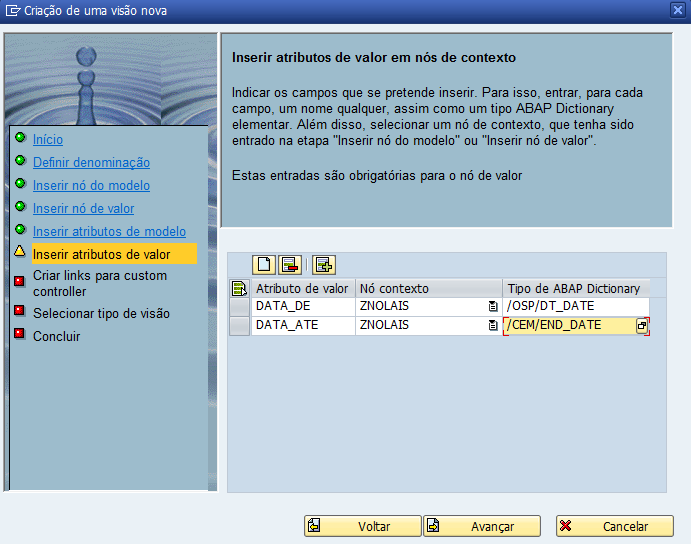 Criação de uma visão nova
Início
Definir denominação
Inserir nó do modelo
Inserir nó de valor
Inserir atributos de modelo
Inserir atributos de valor
Criar links para custom
controller
Selecionar tipo de visão
Concluir
Inserir atributos de valor em nós de contexto
Indicar os campos que se pretende inserir. Para isso, entrar, para cada
campo, um nome qualquer, assim como um tipo ABAP Dictionary
elementar. Além disso, selecionar um nó de contexto, que tenha sido
entrado na etapa "Inserir nó do modelo" ou "Inserir nó de valor".
Estas entradas são obrigatórias para o nó de valor
Atributo de valor Nó contexto Tipo de ABAP Dictionary
DATA_DE ZNOLAIS /OSP/DT_DATE
DATA_ATE ZNOLAIS /CEM/END_DATE
Voltar Avançar Cancelar